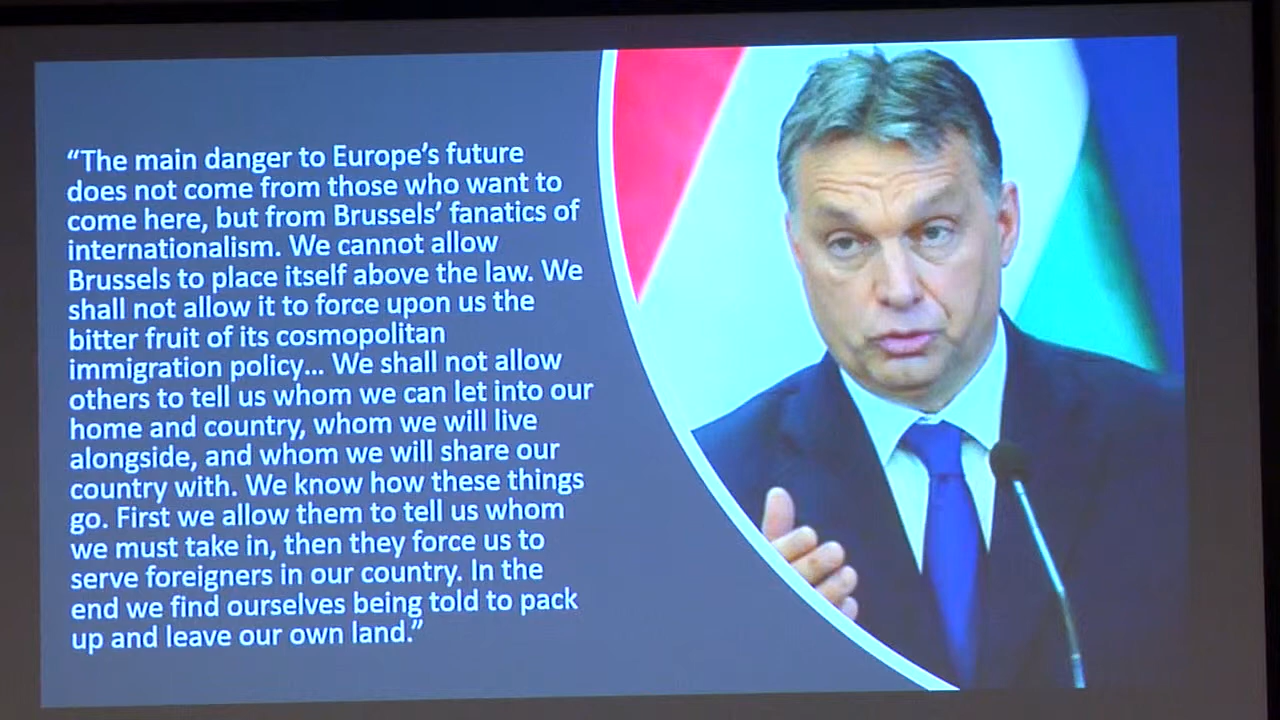 “The main danger to Europe’s future
does not come from those who want to
come here, but from Brussels’ fanatics of
internationalism. We cannot allow
Brussels to place itself above the law. We
shall not allow it to force upon us the
bitter fruit of its cosmopolitan
immigration policy... We shall not allow
others to tell us whom we can let into our
home and country, whom we will live
alongside, and whom we will share our
country with. We know how these things
go. First we allow them to tell us whom
we must take in, then they force us to
serve foreigners in our country. In the
end we find ourselves being told to pack
up and leave our own land.”